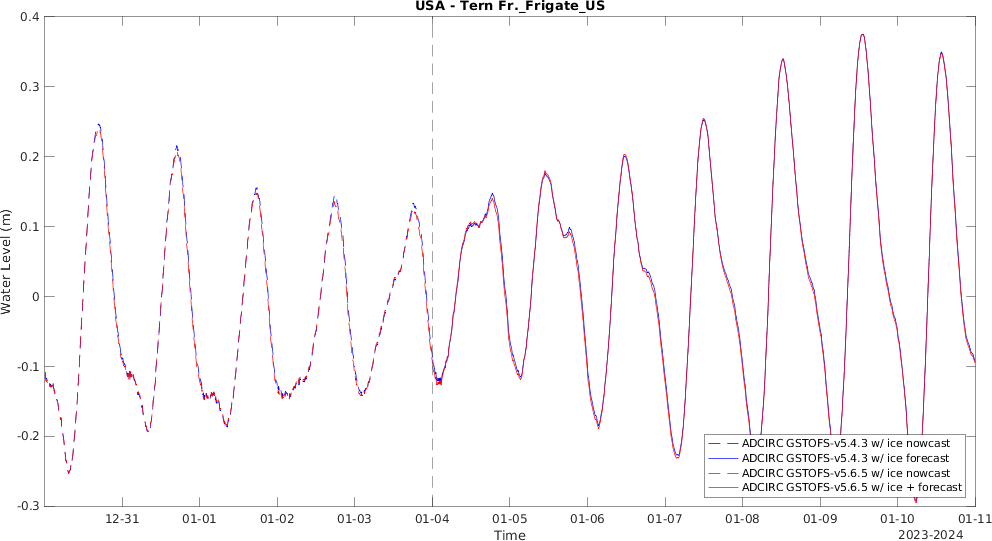 USA - Tern Fr._Frigate_US
Water Level (m)
0.4
0.3
0.2
0.1
0
-0.1
-0.2
-0.3
ADCIRC GSTOFS-v5.4.3 w/ ice nowcast
ADCIRC GSTOFS-v5.4.3 w/ ice forecast
ADCIRC GSTOFS-v5.6.5 w/ ice nowcast
ADCIRC GSTOFS-v5.6.5 w/ ice + forecast
12-31 01-01 01-02 01-03 01-04 01-05 01-06 01-07 01-08 01-09 01-10 01-11
Time
2023-2024